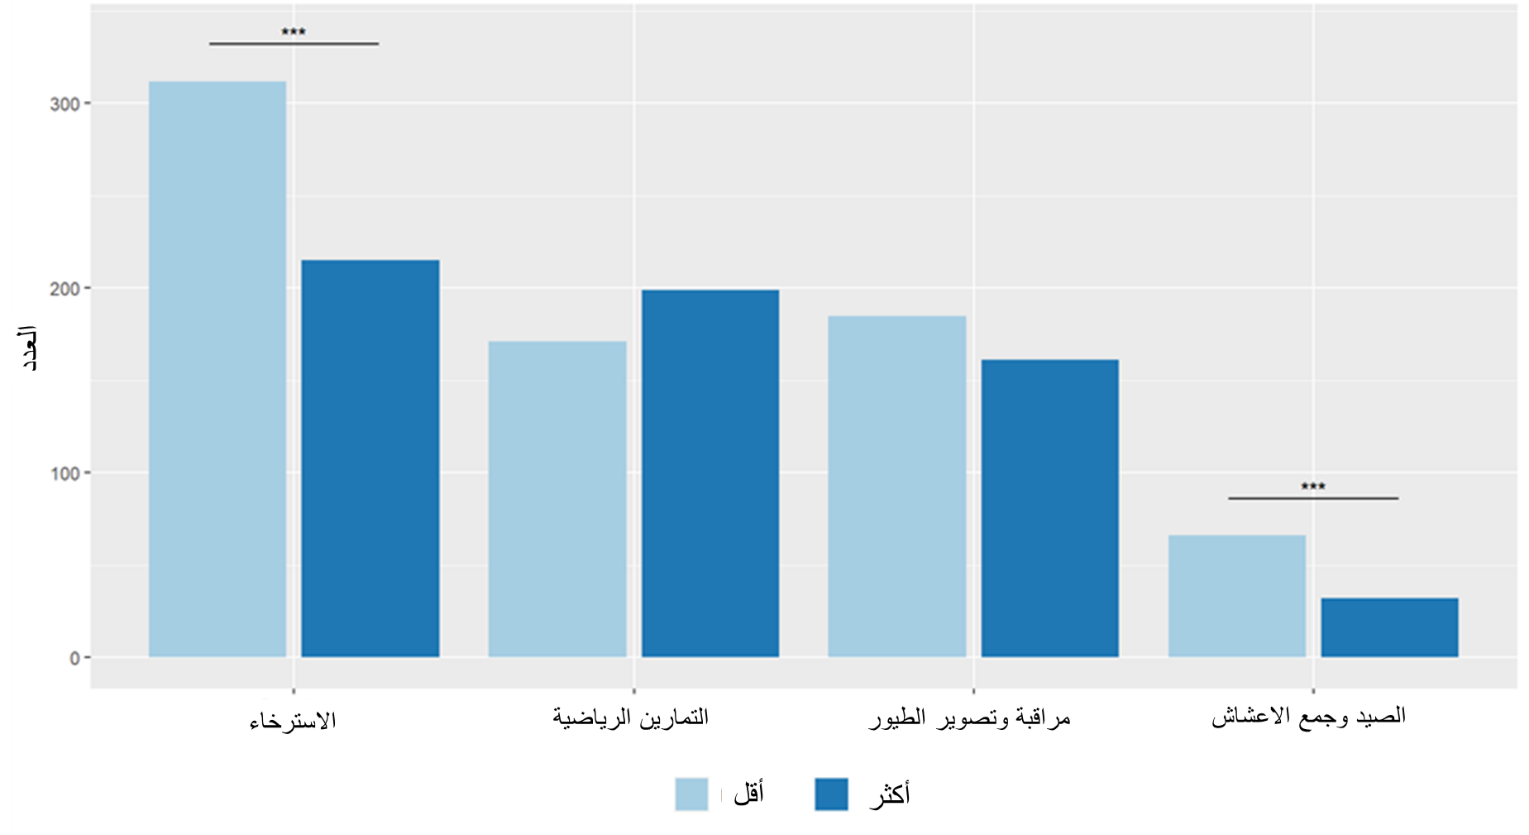 ***
300
200
100
0
العدد
***
الاسترخاء
التمارين الرياضية
مراقبة وتصوير الطيور
الصيد وجمع الاعشاش
أقل
أكثر